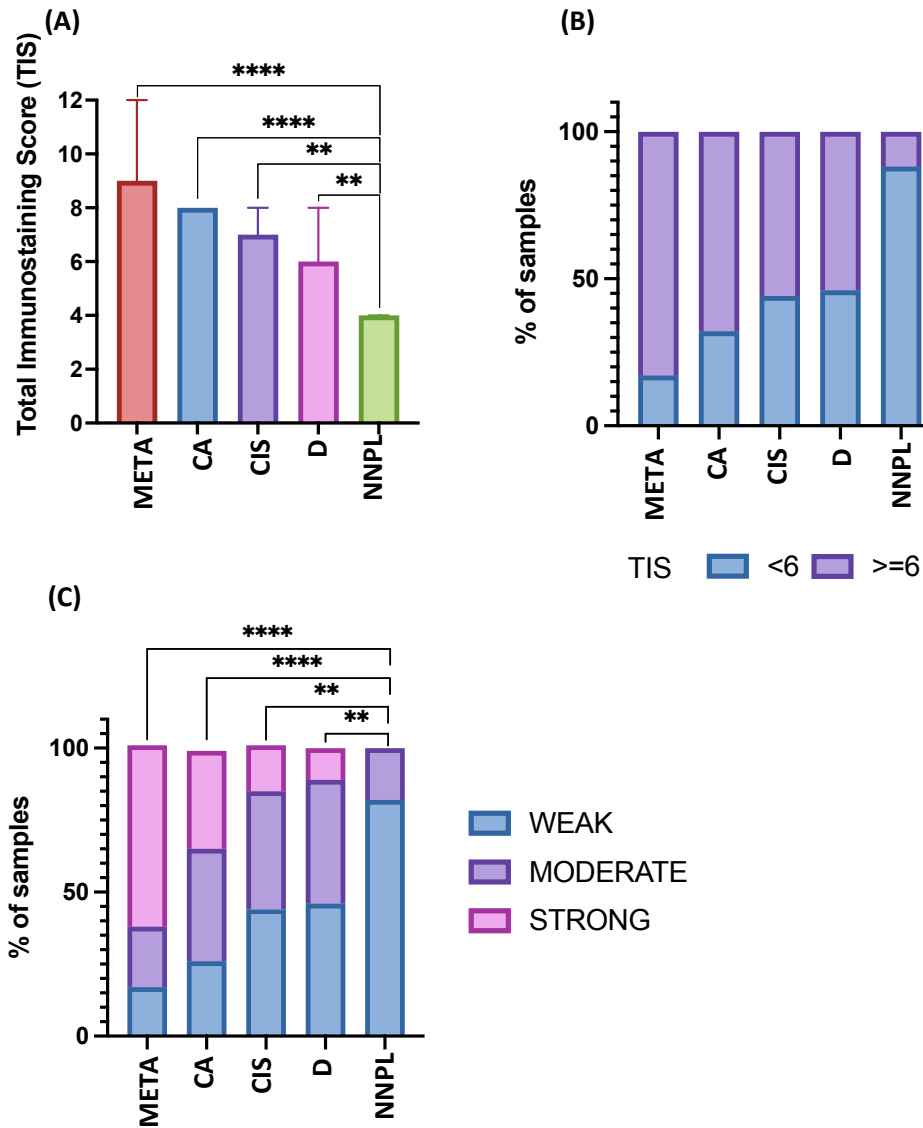 (A)
Total Immunostaining Score (TIS)
12
10
8
6
4
2
0
****
****
**
**
META
CA
CIS
D
NNPL
(B)
% of samples
100
50
0
META
CA
CIS
D
NNPL
TIS <6 >=6
(C)
% of samples
100
50
0
****
****
**
**
META
CA
CIS
D
NNPL
WEAK
MODERATE
STRONG